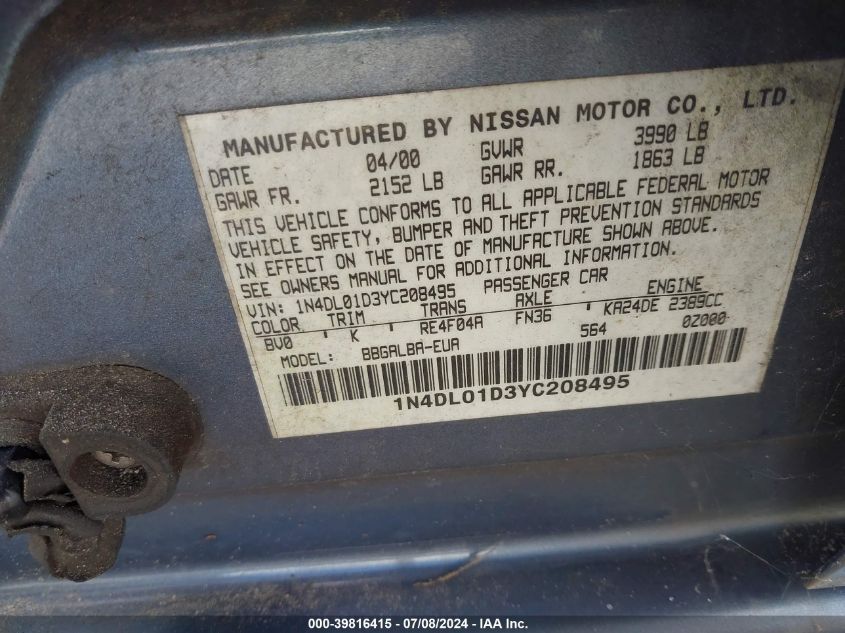 MANUFACTURED BY NISSAN MOTOR CO., LTD.
DATE 04/00 GVWR 3990 LB
GAWR FR. 2152 LB GAWR RR. 1863 LB
THIS VEHICLE CONFORMS TO ALL APPLICABLE FEDERAL MOTOR
VEHICLE SAFETY, BUMPER AND THEFT PREVENTION STANDARDS
IN EFFECT ON THE DATE OF MANUFACTURE SHOWN ABOVE.
SEE OWNERS MANUAL FOR ADDITIONAL INFORMATION.
VIN: 1N4DL01D3YC208495 PASSENGER CAR
COLOR TRIM TRANS AXLE ENGINE
BV0 K RE4F04A FN36 KA24DE 2389CC
MODEL: BBGALBA-EUA 564 0Z000
1N4DL01D3YC208495
000-39816415 - 07/08/2024 - IAA Inc.